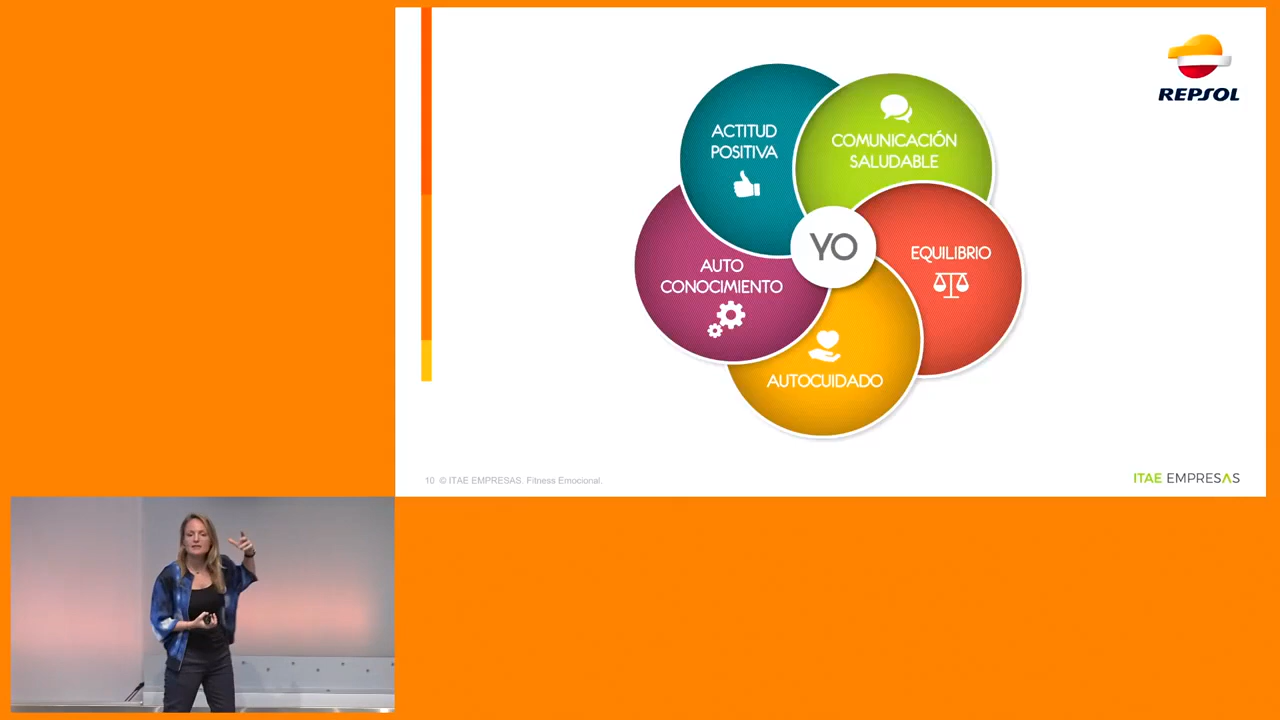 REPSOL
ACTITUD
POSITIVA
COMUNICACIÓN
SALUDABLE
YO
EQUILIBRIO
AUTO
CONOCIMIENTO
AUTOCUIDADO
10 © ITAE EMPRESAS. Fitness Emocional.
ITAE EMPRESAS